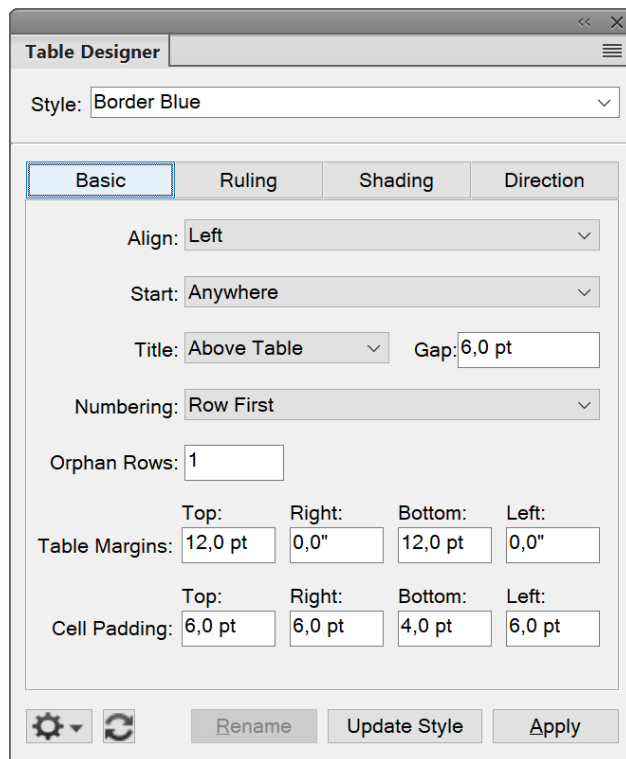 Table Designer
Style: Border Blue
Basic Ruling Shading Direction
Align: Left
Start: Anywhere
Title: Above Table Gap: 6,0 pt
Numbering: Row First
Orphan Rows: 1
Top: Right: Bottom: Left:
Table Margins: 12,0 pt 0,0" 12,0 pt 0,0"
Top: Right: Bottom: Left:
Cell Padding: 6,0 pt 6,0 pt 4,0 pt 6,0 pt
Rename Update Style Apply